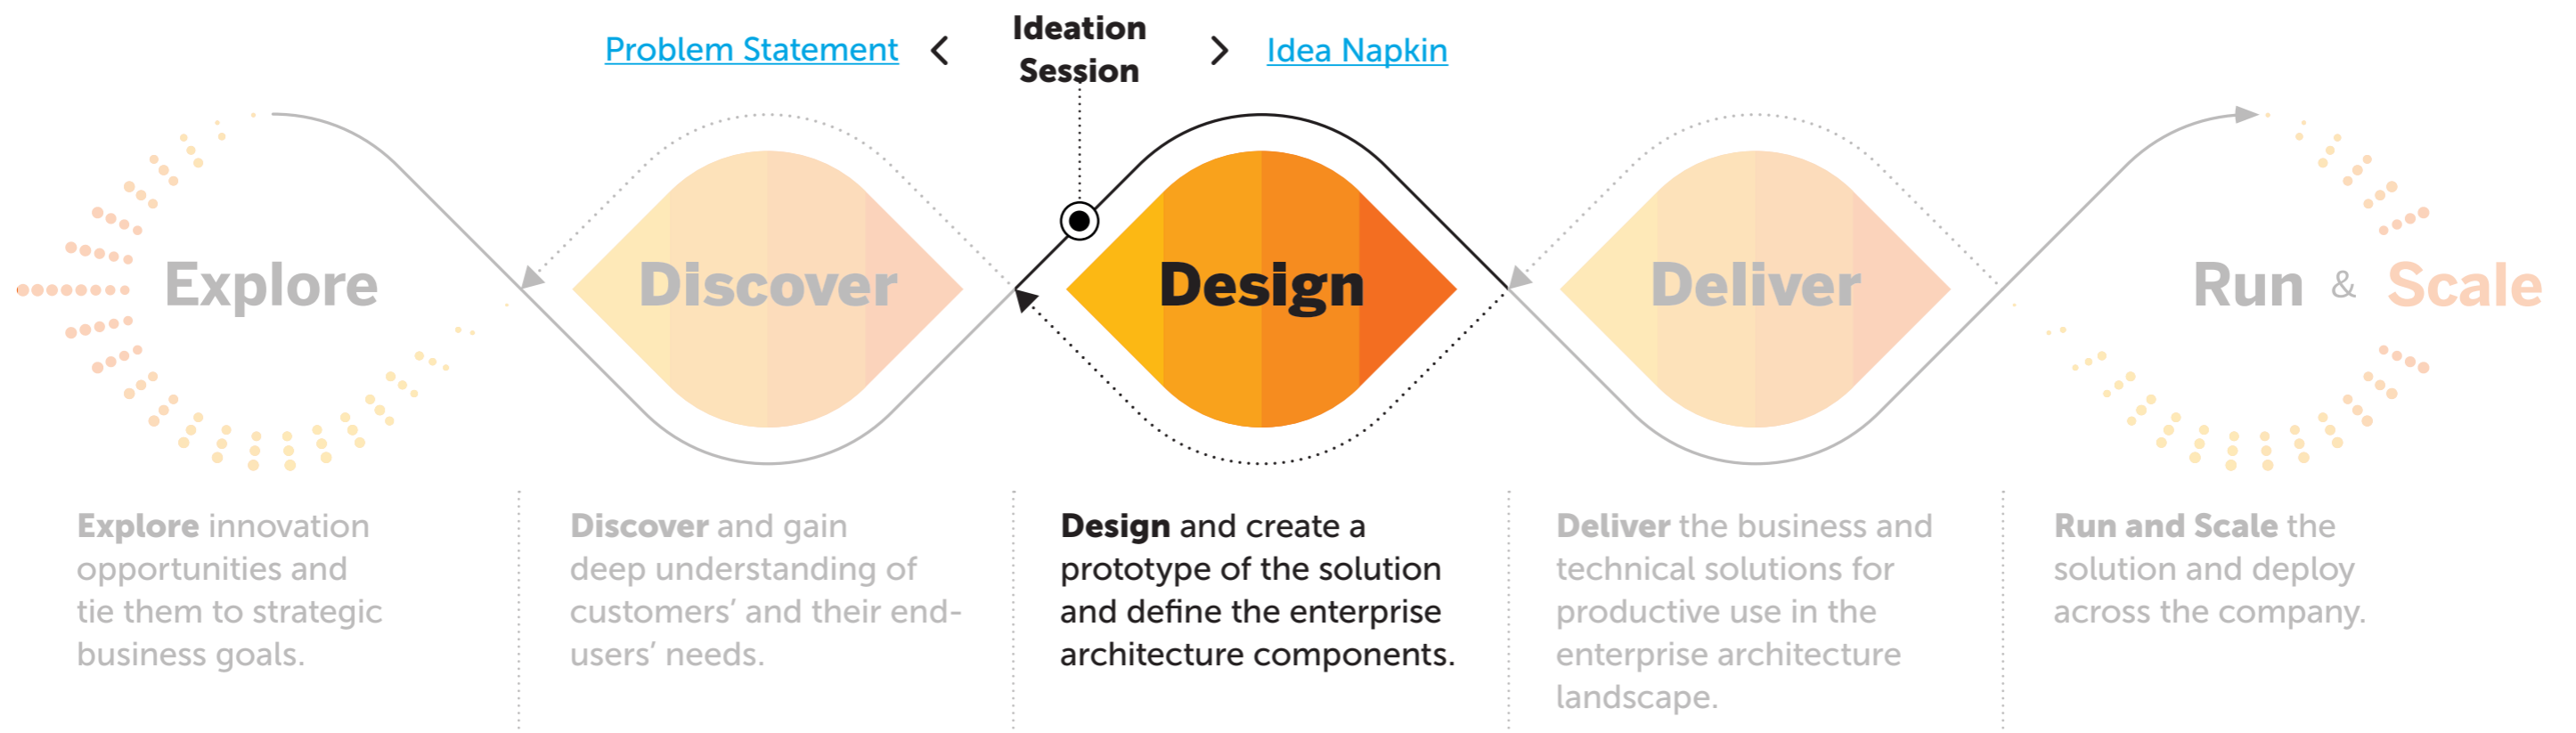 Problem Statement
Ideation
Session
Idea Napkin
Explore
Discover
Design
Deliver
Run & Scale
Explore innovation
opportunities and
tie them to strategic
business goals.
Discover and gain
deep understanding of
customers’ and their end-
users’ needs.
Design and create a
prototype of the solution
and define the enterprise
architecture components.
Deliver the business and
technical solutions for
productive use in the
enterprise architecture
landscape.
Run and Scale the
solution and deploy
across the company.